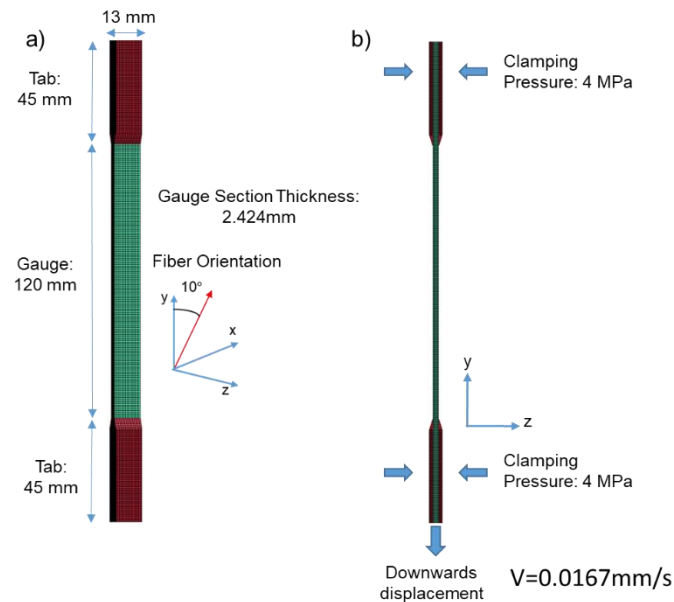 13 mm
a)
Tab:
45 mm
Gauge:
120 mm
Tab:
45 mm
Gauge Section Thickness:
2.424mm
Fiber Orientation
10°
y
x
z
b)
Clamping
Pressure: 4 MPa
y
z
Clamping
Pressure: 4 MPa
Downwards
displacement
V=0.0167mm/s